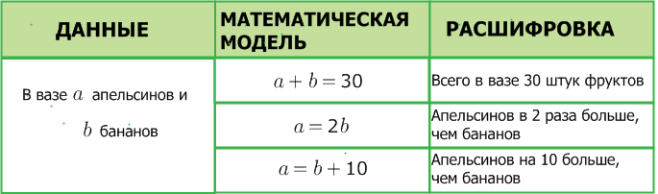 ДАННЫЕ
МАТЕМАТИЧЕСКАЯ
МОДЕЛЬ
РАСШИФРОВКА
В вазе a апельсинов и
b бананов
a + b = 30
Всего в вазе 30 штук фруктов
a = 2b
Апельсинов в 2 раза больше,
чем бананов
a = b + 10
Апельсинов на 10 больше,
чем бананов